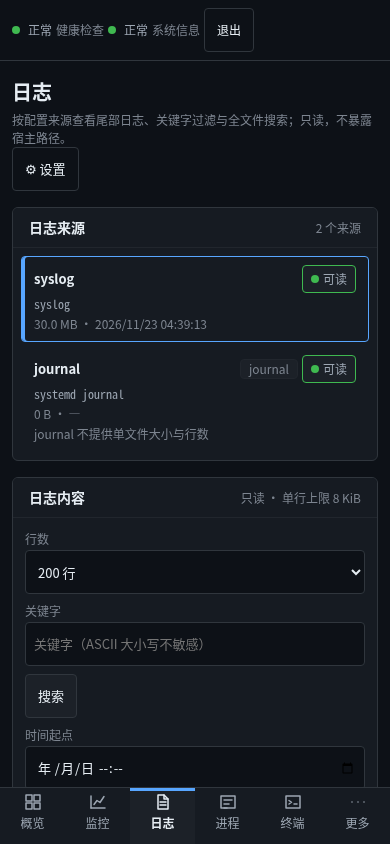 正常 健康检查 正常 系统信息 退出
日志
按配置来源查看尾部日志、关键字过滤与全文件搜索；只读，不暴露
宿主路径。
⚙ 设置
日志来源 2 个来源
syslog 可读
syslog
30.0 MB · 2026/11/23 04:39:13
journal journal 可读
systemd journal
0 B · —
journal 不提供单文件大小与行数
日志内容 只读 · 单行上限 8 KiB
行数
200 行
关键字
关键字（ASCII 大小写不敏感）
搜索
时间起点
年 /月/日 --:--
概览 监控 日志 进程 终端 更多